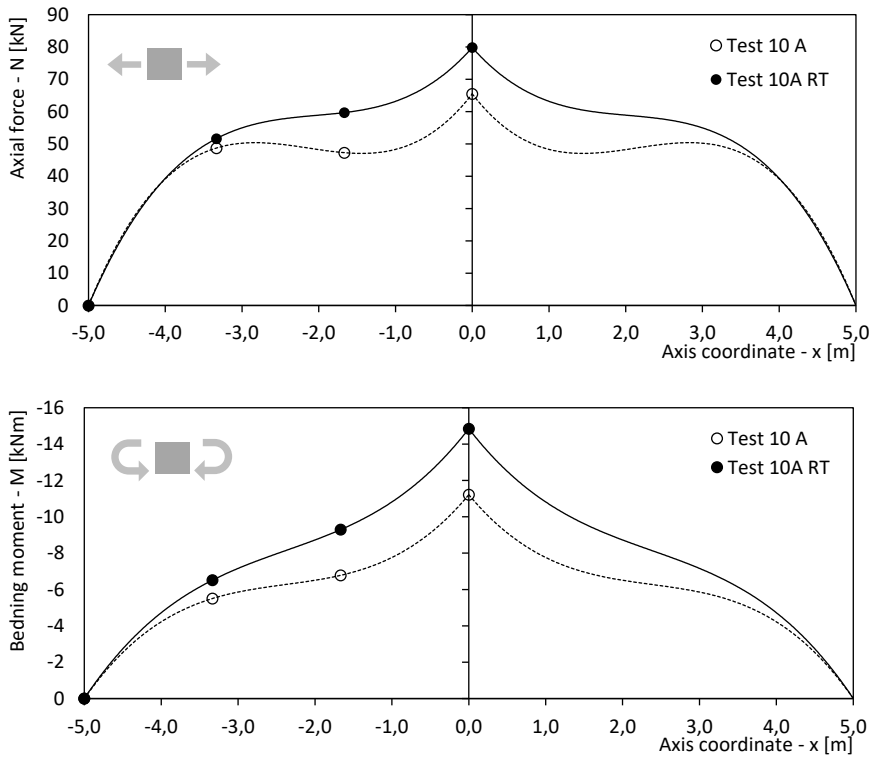 Axial force - N [kN]
90
80
70
60
50
40
30
20
10
0
Test 10 A
Test 10A RT
-5,0 -4,0 -3,0 -2,0 -1,0 0,0 1,0 2,0 3,0 4,0 5,0
Axis coordinate - x [m]
Bedning moment - M [kNm]
-16
-14
-12
-10
-8
-6
-4
-2
0
Test 10 A
Test 10A RT
-5,0 -4,0 -3,0 -2,0 -1,0 0,0 1,0 2,0 3,0 4,0 5,0
Axis coordinate - x [m]